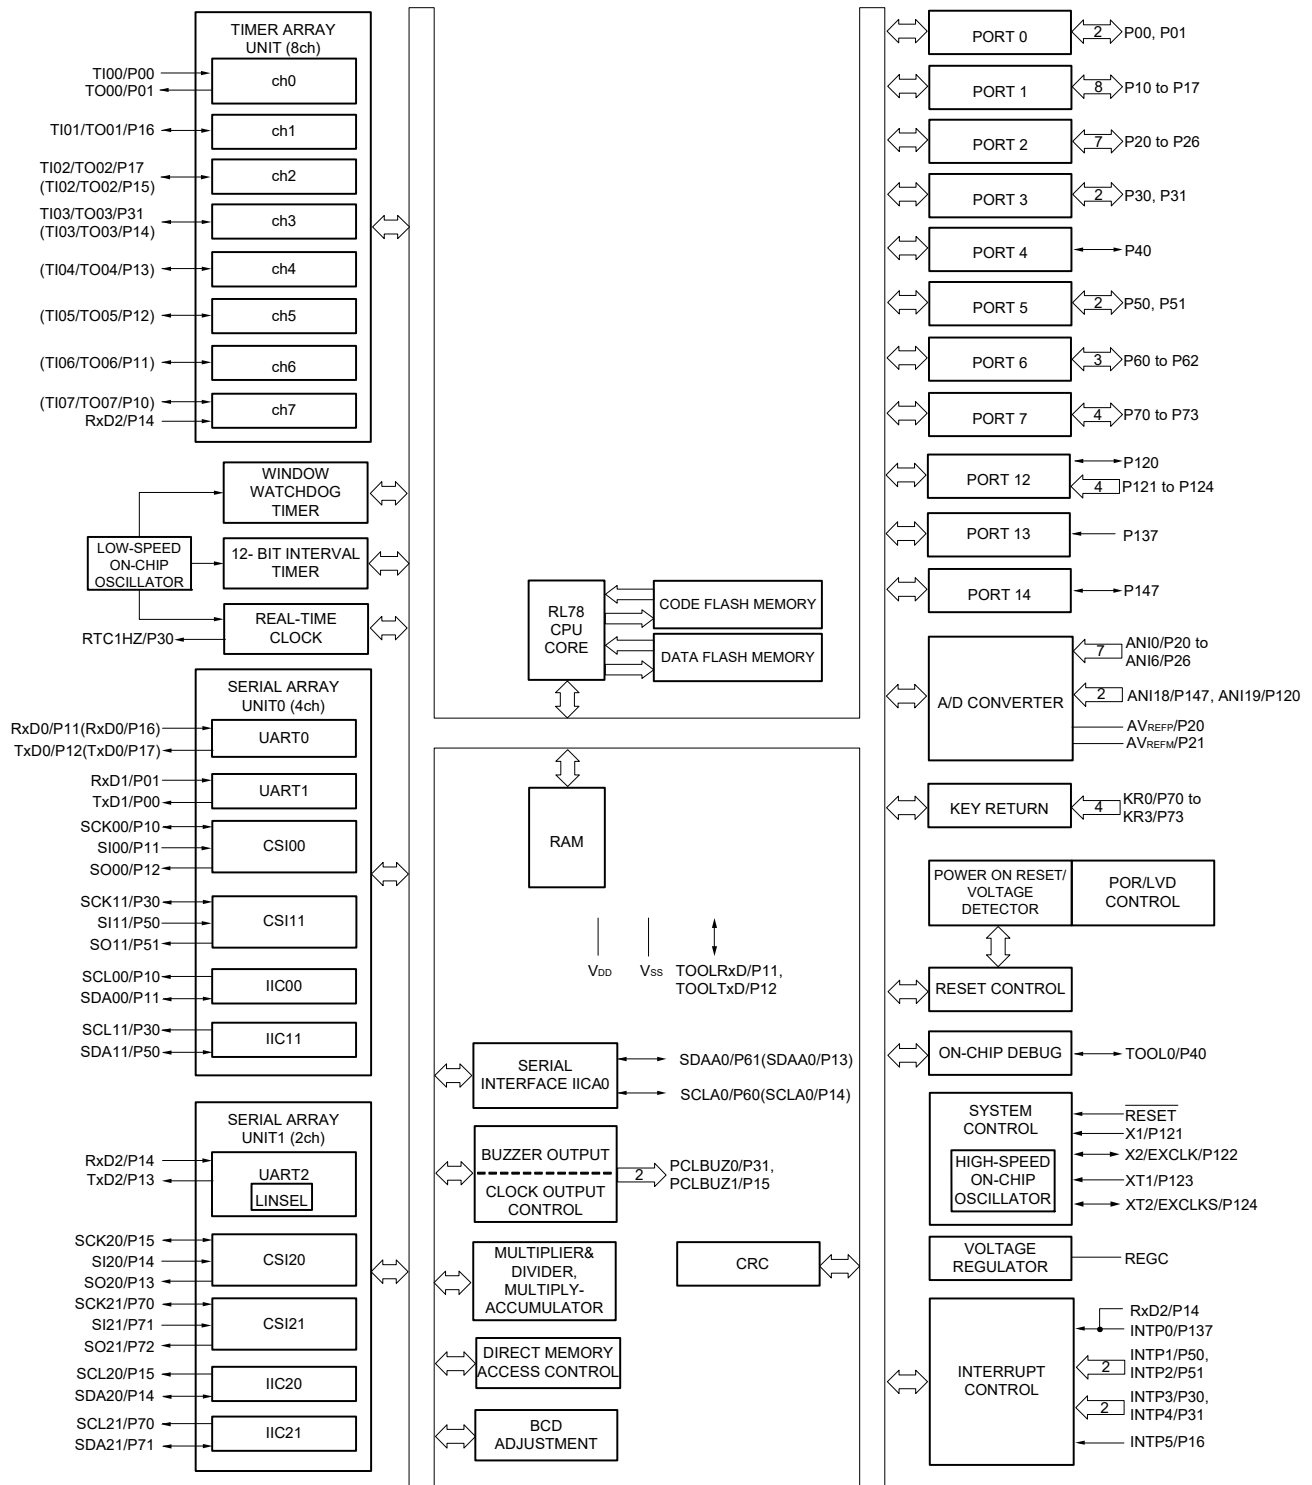 TIMER ARRAY
UNIT (8ch)
TI00/P00
TO00/P01
ch0
TI01/TO01/P16
ch1
TI02/TO02/P17
(TI02/TO02/P15)
ch2
TI03/TO03/P31
(TI03/TO03/P14)
ch3
(TI04/TO04/P13)
ch4
(TI05/TO05/P12)
ch5
(TI06/TO06/P11)
ch6
(TI07/TO07/P10)
RxD2/P14
ch7
WINDOW
WATCHDOG
TIMER
LOW-SPEED
ON-CHIP
OSCILLATOR
12- BIT INTERVAL
TIMER
REAL-TIME
CLOCK
RTC1HZ/P30
SERIAL ARRAY
UNIT0 (4ch)
RxD0/P11(RxD0/P16)
TxD0/P12(TxD0/P17)
UART0
RxD1/P01
TxD1/P00
UART1
SCK00/P10
SI00/P11
SO00/P12
CSI00
SCK11/P30
SI11/P50
SO11/P51
CSI11
SCL00/P10
SDA00/P11
IIC00
SCL11/P30
SDA11/P50
IIC11
SERIAL ARRAY
UNIT1 (2ch)
RxD2/P14
TxD2/P13
UART2
LINSEL
SCK20/P15
SI20/P14
SO20/P13
CSI20
SCK21/P70
SI21/P71
SO21/P72
CSI21
SCL20/P15
SDA20/P14
IIC20
SCL21/P70
SDA21/P71
IIC21
RL78
CPU
CORE
CODE FLASH MEMORY
DATA FLASH MEMORY
RAM
VDD
VSS
TOOLRxD/P11,
TOOLTxD/P12
SERIAL
INTERFACE IICA0
SDAA0/P61(SDAA0/P13)
SCLA0/P60(SCLA0/P14)
BUZZER OUTPUT
CLOCK OUTPUT
CONTROL
2
PCLBUZ0/P31,
PCLBUZ1/P15
MULTIPLIER&
DIVIDER,
MULTIPLY-
ACCUMULATOR
CRC
DIRECT MEMORY
ACCESS CONTROL
BCD
ADJUSTMENT
PORT 0
2
P00, P01
PORT 1
8
P10 to P17
PORT 2
7
P20 to P26
PORT 3
2
P30, P31
PORT 4
P40
PORT 5
2
P50, P51
PORT 6
3
P60 to P62
PORT 7
4
P70 to P73
PORT 12
P120
4
P121 to P124
PORT 13
P137
PORT 14
P147
A/D CONVERTER
7
ANI0/P20 to
ANI6/P26
2
ANI18/P147, ANI19/P120
AVREFP/P20
AVREFM/P21
KEY RETURN
4
KR0/P70 to
KR3/P73
POWER ON RESET/
VOLTAGE
DETECTOR
POR/LVD
CONTROL
RESET CONTROL
ON-CHIP DEBUG
TOOL0/P40
SYSTEM
CONTROL
HIGH-SPEED
ON-CHIP
OSCILLATOR
RESET
X1/P121
X2/EXCLK/P122
XT1/P123
XT2/EXCLKS/P124
VOLTAGE
REGULATOR
REGC
INTERRUPT
CONTROL
RxD2/P14
INTP0/P137
2
INTP1/P50,
INTP2/P51
2
INTP3/P30,
INTP4/P31
INTP5/P16